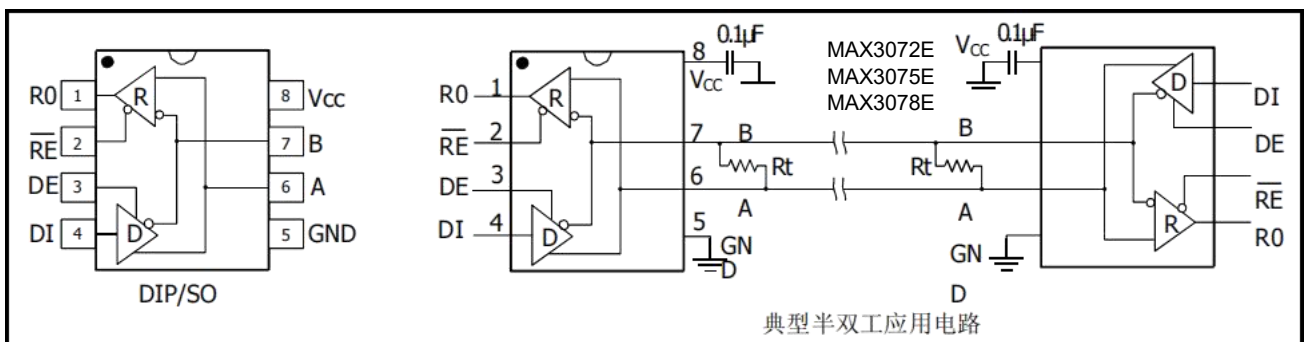 R0 1
RE 2
DE 3
DI 4
R
D
8 Vcc
7 B
6 A
5 GND
DIP/SO
R0 1
RE 2
DE 3
DI 4
R
D
8
VCC
0.1μF
7 B
6
A
5
GN
D
Rt
MAX3072E
MAX3075E
MAX3078E
VCC
0.1μF
B
Rt
A
GN
D
D
R
DI
DE
RE
R0
典型半双工应用电路